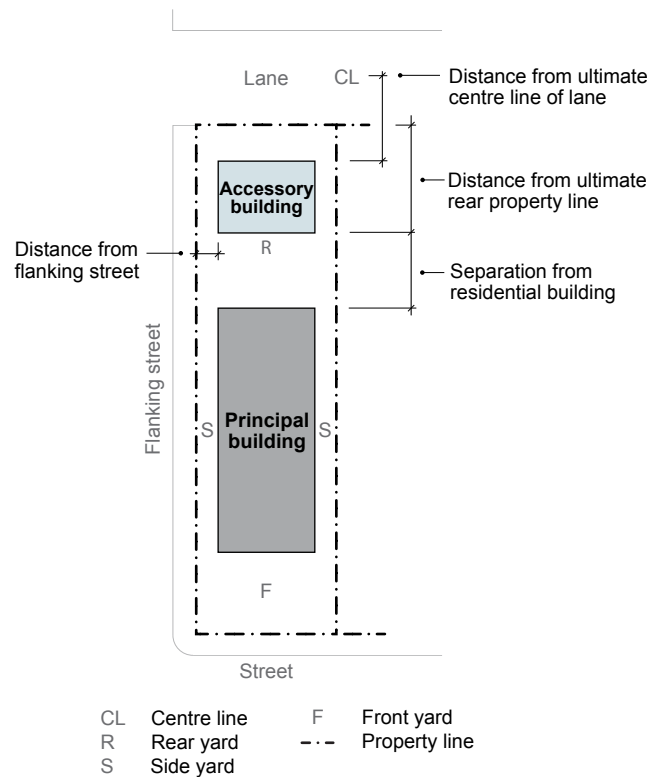 Lane CL
Distance from ultimate
centre line of lane
Accessory
building
Distance from ultimate
rear property line
R
Distance from
flanking street
Separation from
residential building
Flanking street
S
Principal
building
S
F
Street
CL Centre line
R Rear yard
S Side yard
F Front yard
Property line